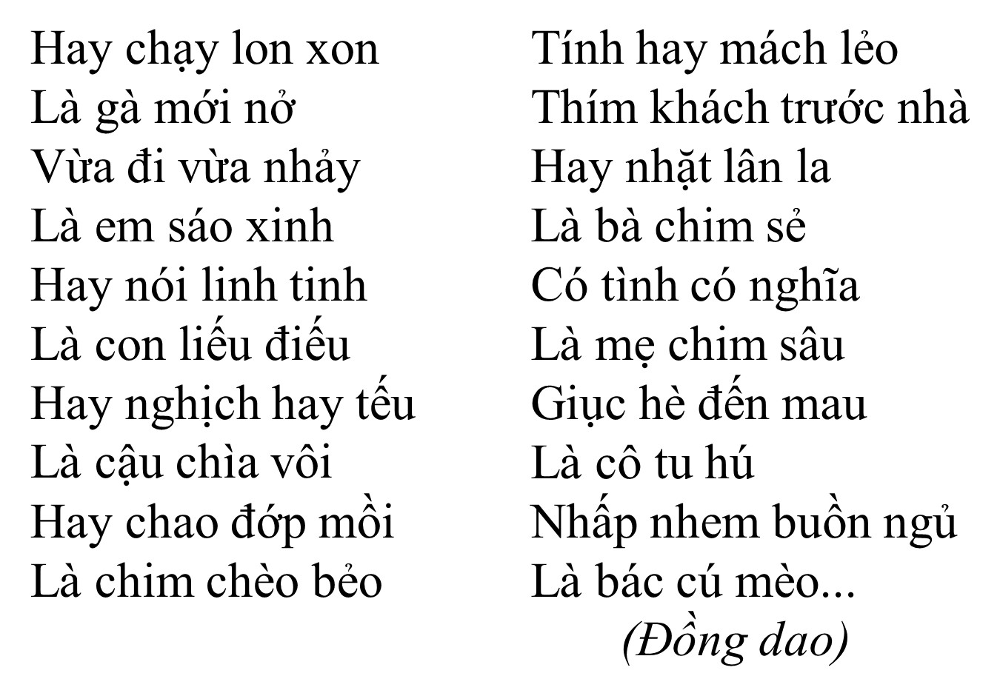 Hay chạy lon xon
Là gà mới nở
Vừa đi vừa nhảy
Là em sáo xinh
Hay nói linh tinh
Là con liếu điếu
Hay nghịch hay tếu
Là cậu chìa vôi
Hay chao đớp mồi
Là chim chèo bẻo
Tính hay mách lẻo
Thím khách trước nhà
Hay nhặt lân la
Là bà chim sẻ
Có tình có nghĩa
Là mẹ chim sâu
Giục hè đến mau
Là cô tu hú
Nhấp nhem buồn ngủ
Là bác cú mèo...
(Đồng dao)